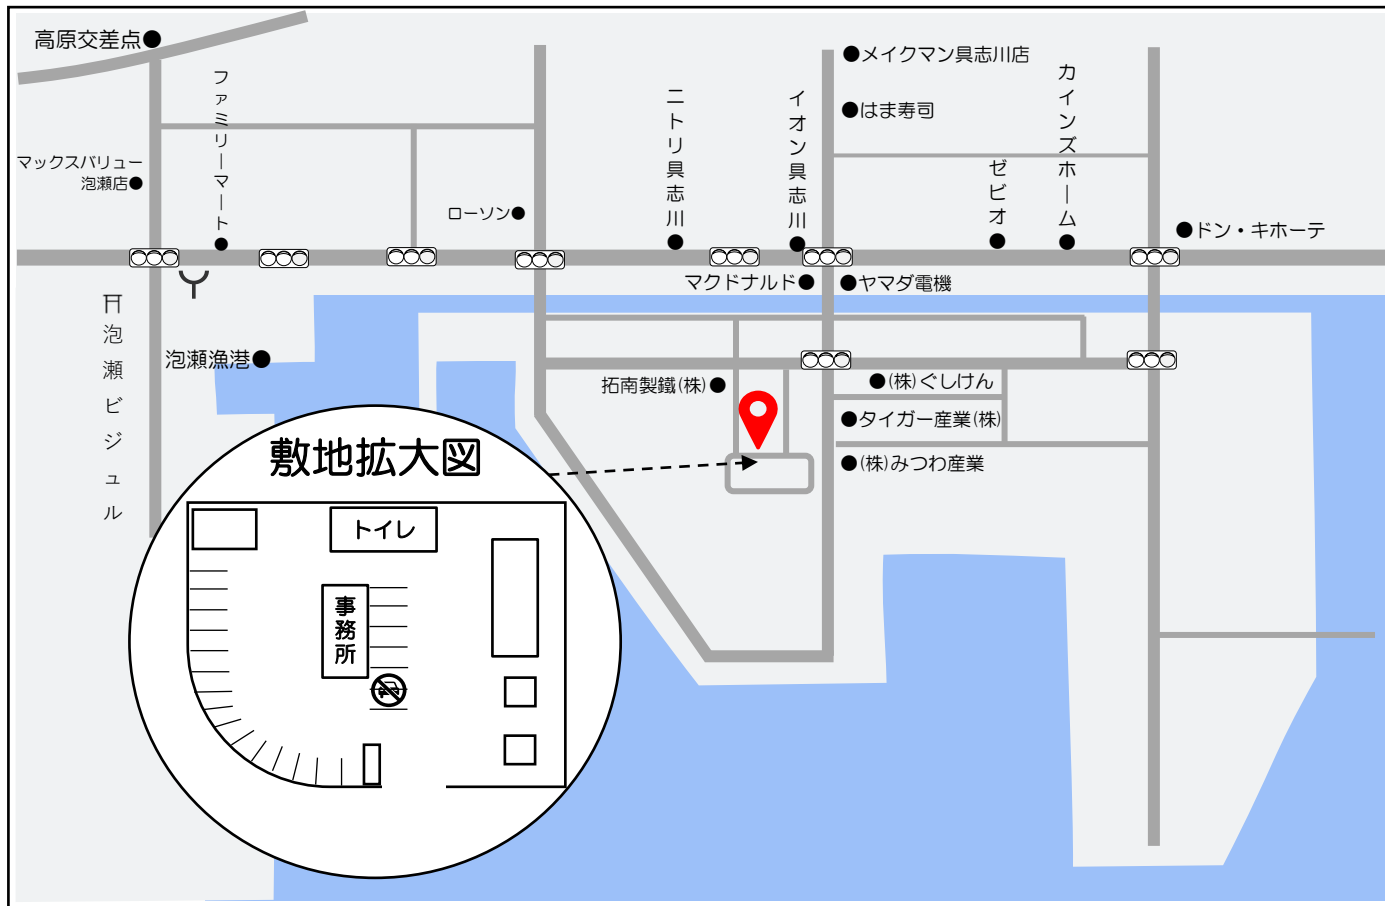 高原交差点
メイクマン具志川店
ファミリーマート
ニトリ具志川
イオン具志川
はま寿司
カインズホーム
マックスバリュー
泡瀬店
ゼビオ
ローソン
ドン・キホーテ
マクドナルド
ヤマダ電機
泡瀬ビジュル
泡瀬漁港
拓南製鐵(株)
(株)ぐしけん
タイガー産業(株)
(株)みつわ産業
敷地拡大図
トイレ
事務所